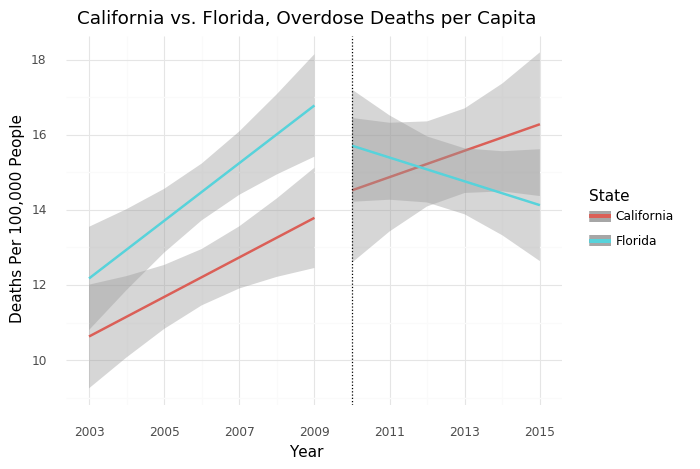 California vs. Florida, Overdose Deaths per Capita
18
16
14
12
10
Deaths Per 100,000 People
2003 2005 2007 2009 2011 2013 2015
Year
State
California
Florida